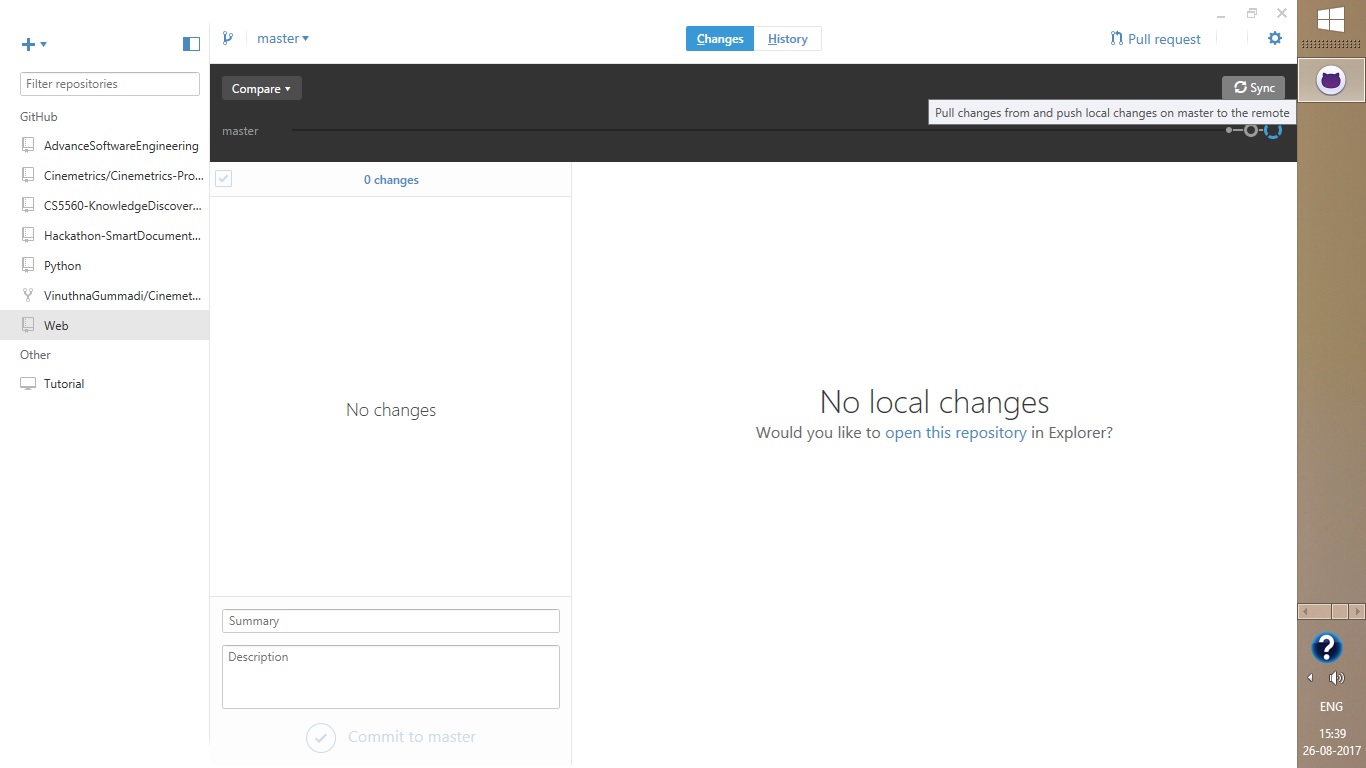 master
Changes
History
Pull request
Filter repositories
GitHub
AdvanceSoftwareEngineering
Cinemetrics/Cinemetrics-Pro...
CS5560-KnowledgeDiscover...
Hackathon-SmartDocument...
Python
VinuthnaGummadi/Cinemet...
Web
Other
Tutorial
Compare
Sync
Pull changes from and push local changes on master to the remote
master
0 changes
No changes
No local changes
Would you like to open this repository in Explorer?
Summary
Description
Commit to master
?
ENG
15:39
26-08-2017